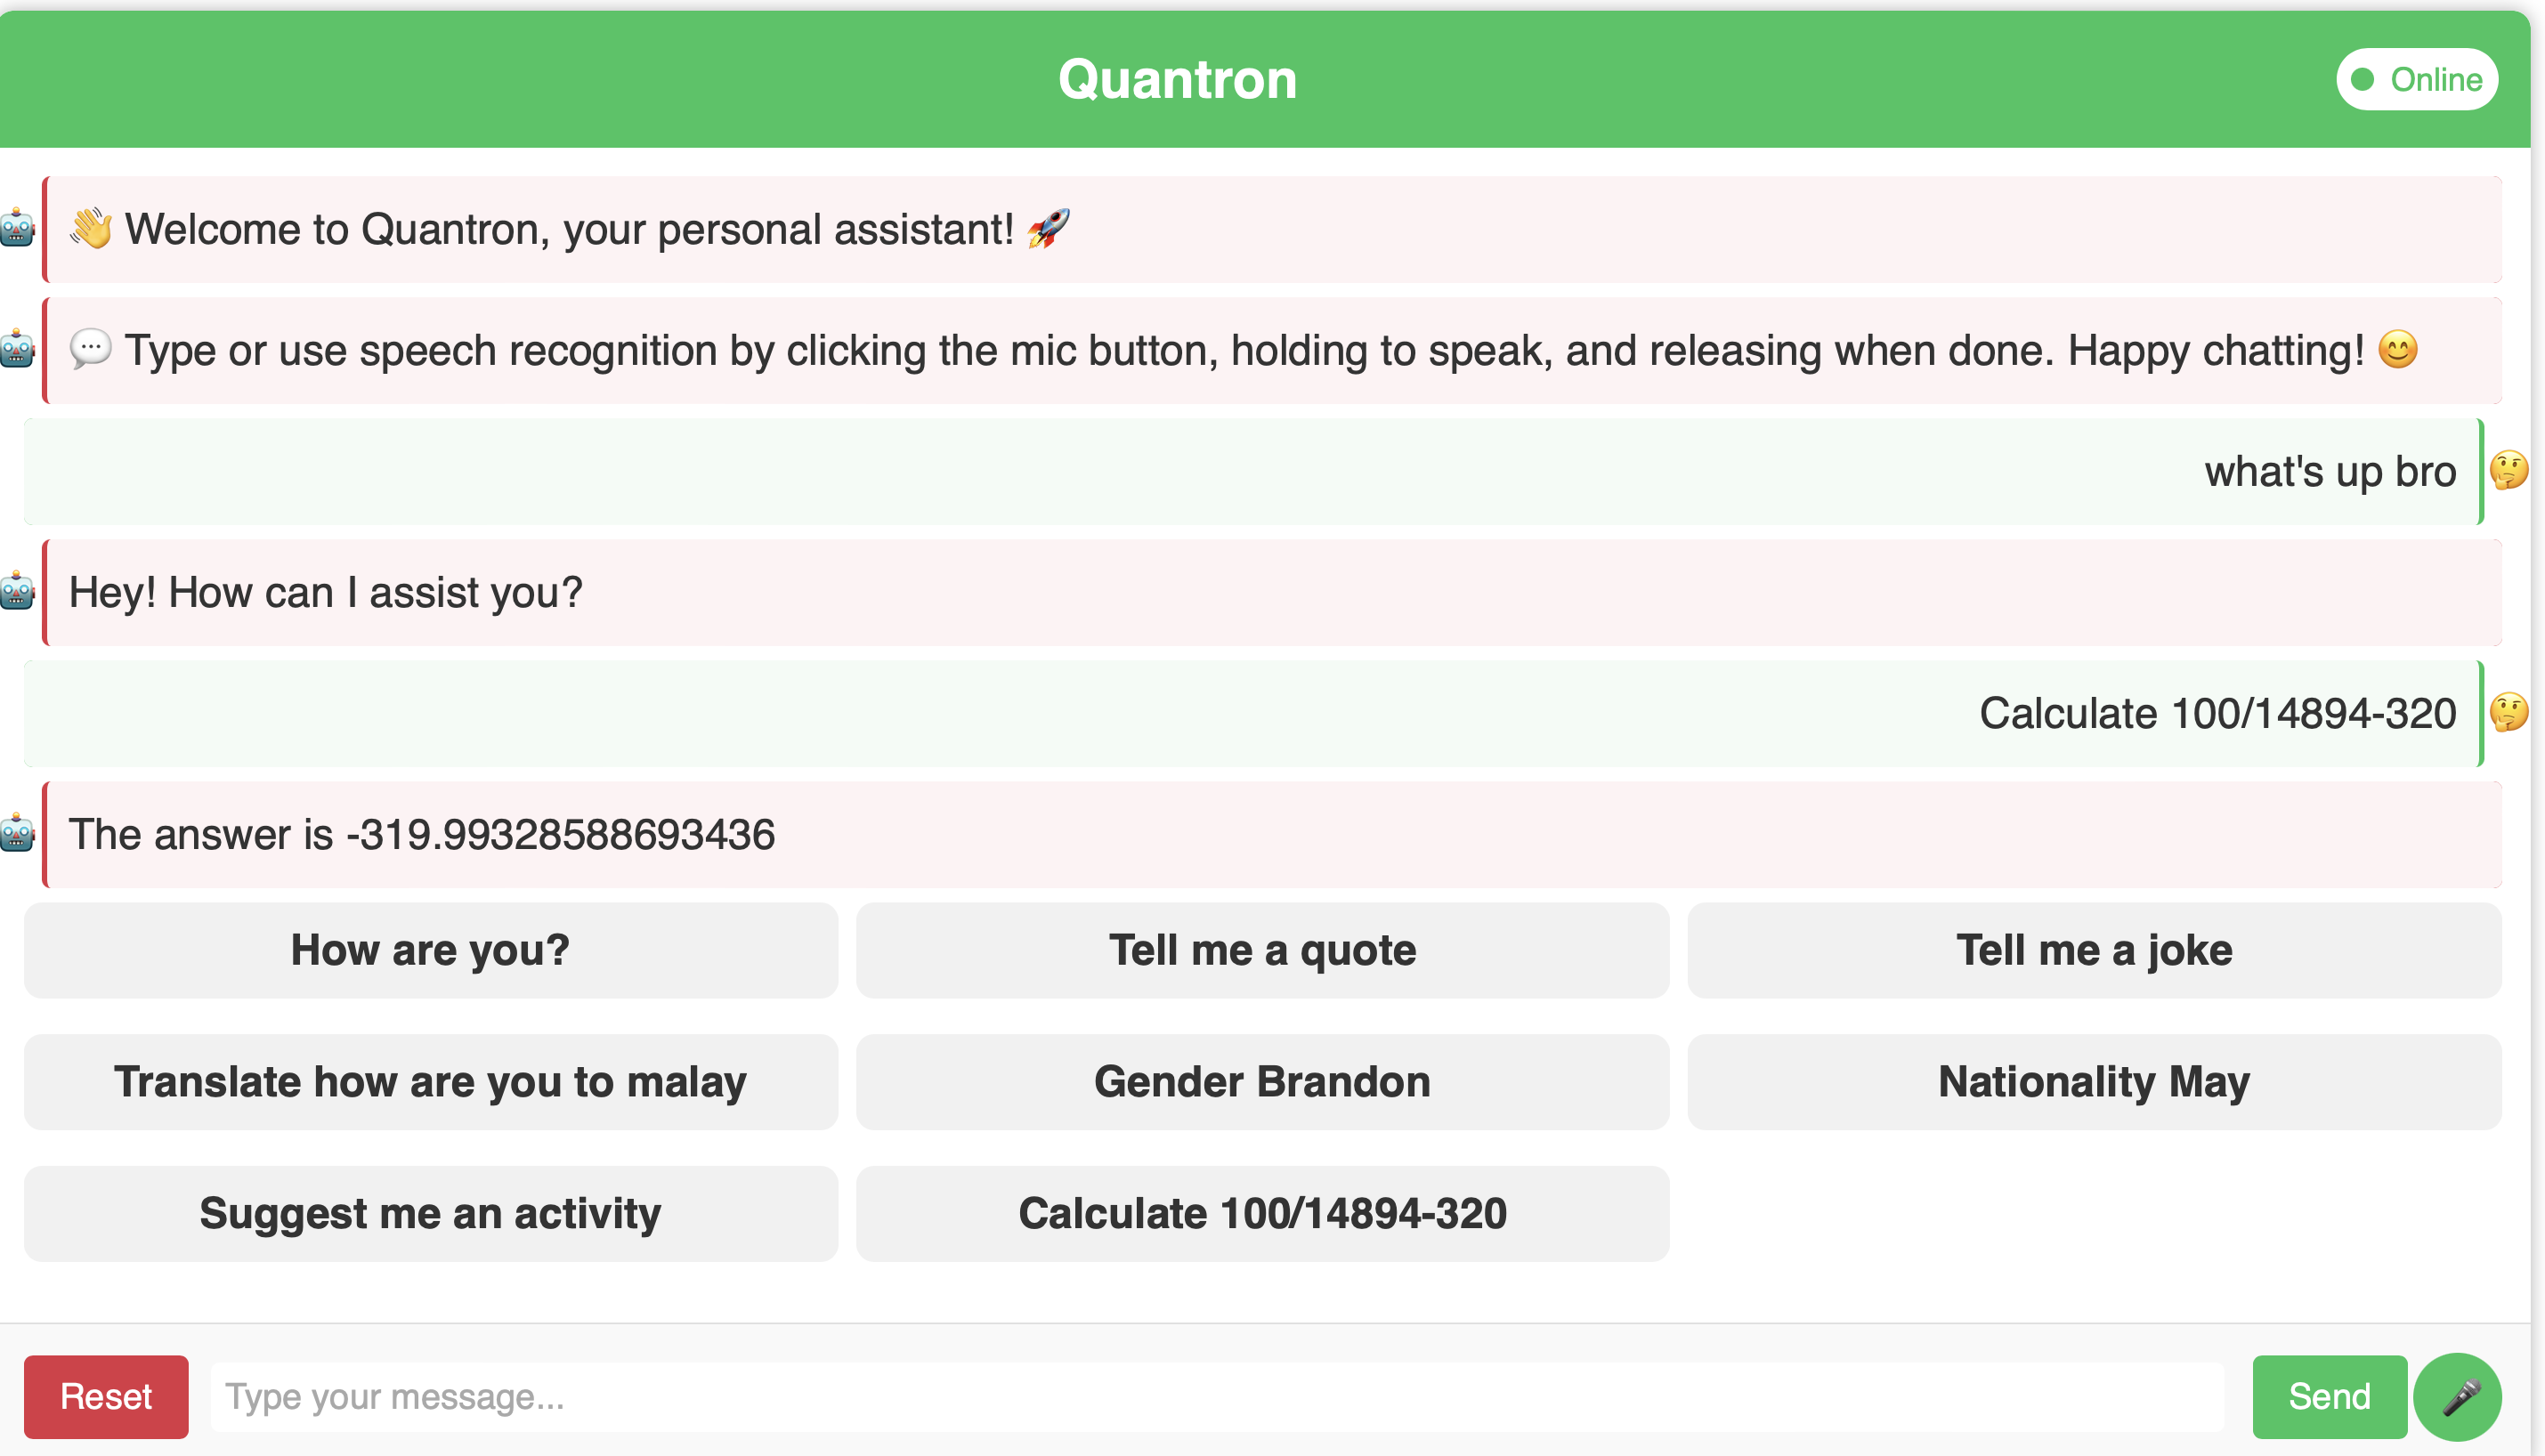 Quantron
Online
👋 Welcome to Quantron, your personal assistant! 🚀
💬 Type or use speech recognition by clicking the mic button, holding to speak, and releasing when done. Happy chatting! 😊
what's up bro
Hey! How can I assist you?
Calculate 100/14894-320
The answer is -319.99328588693436
How are you?
Tell me a quote
Tell me a joke
Translate how are you to malay
Gender Brandon
Nationality May
Suggest me an activity
Calculate 100/14894-320
Reset
Type your message...
Send